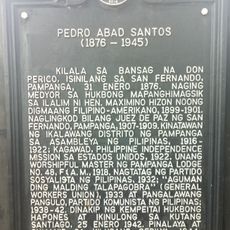 PEDRO ABAD SANTOS
(1876 - 1945)
KILALA SA BANSAG NA DON
PERICO, ISINILANG SA SAN FERNANDO,
PAMPANGA, 31 ENERO 1876. NAGING
MEDYOR SA HUKBONG MAPANGHIMAGSIK
SA ILALIM NI HEN. MAXIMINO HIZON NOONG
DIGMAANG FILIPINO-AMERIKANO, 1899-1901.
NAGLINGKOD BILANG JUEZ DE PAZ NG SAN
FERNANDO, PAMPANGA, 1907-1909, KINATAWAN
NG IKALAWANG DISTRITO NG PAMPANGA
SA ASAMBLEYA NG PILIPINAS, 1916-
1922; KAGAWAD, PHILIPPINE INDEPENDENCE
MISSION SA ESTADOS UNIDOS, 1922. UNANG
WORSHIPFUL MASTER NG PAMPANGA LODGE
NO. 48, F.&A.M., 1918, NAGTATAG NG PARTIDO
SOSYALISTA NG PILIPINAS, 1932; "AGUMAN
DING MALDING TALAPAGOBRA" (GENERAL
WORKERS UNION), 1933 AT PANGALAWANG
PANGULO, PARTIDO KOMUNISTA NG PILIPINAS;
1938-42. DINAKIP NG KEMPEITAI HUKBONG
HAPONES AT IKINULONG SA KUTANG
SANTIAGO, 25 ENERO 1942. PINALAYA AT